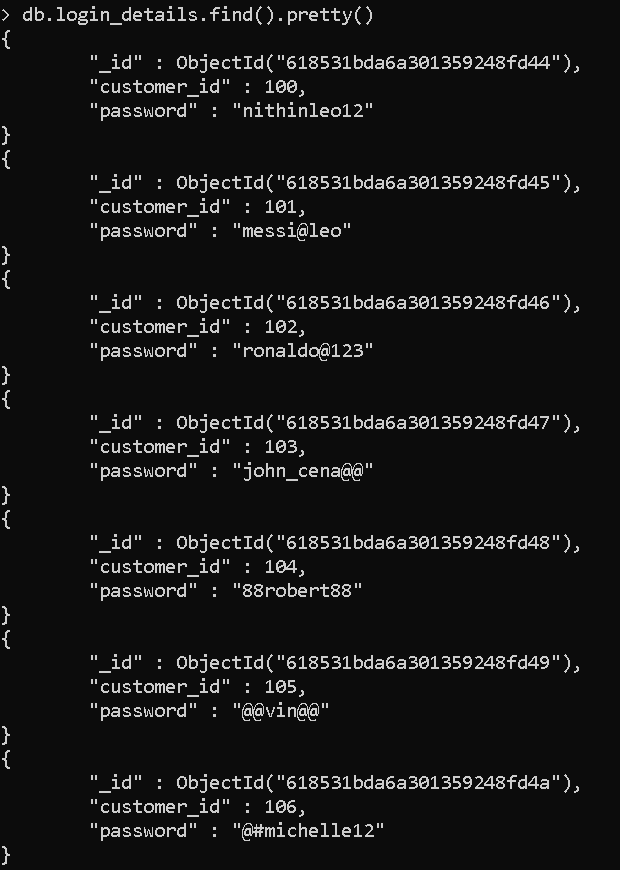 > db.login_details.find().pretty()
{
"_id" : ObjectId("618531bda6a301359248fd44"),
"customer_id" : 100,
"password" : "nithinleo12"
}
{
"_id" : ObjectId("618531bda6a301359248fd45"),
"customer_id" : 101,
"password" : "messi@leo"
}
{
"_id" : ObjectId("618531bda6a301359248fd46"),
"customer_id" : 102,
"password" : "ronaldo@123"
}
{
"_id" : ObjectId("618531bda6a301359248fd47"),
"customer_id" : 103,
"password" : "john_cena@@"
}
{
"_id" : ObjectId("618531bda6a301359248fd48"),
"customer_id" : 104,
"password" : "88robert88"
}
{
"_id" : ObjectId("618531bda6a301359248fd49"),
"customer_id" : 105,
"password" : "@@vin@@"
}
{
"_id" : ObjectId("618531bda6a301359248fd4a"),
"customer_id" : 106,
"password" : "@#michelle12"
}